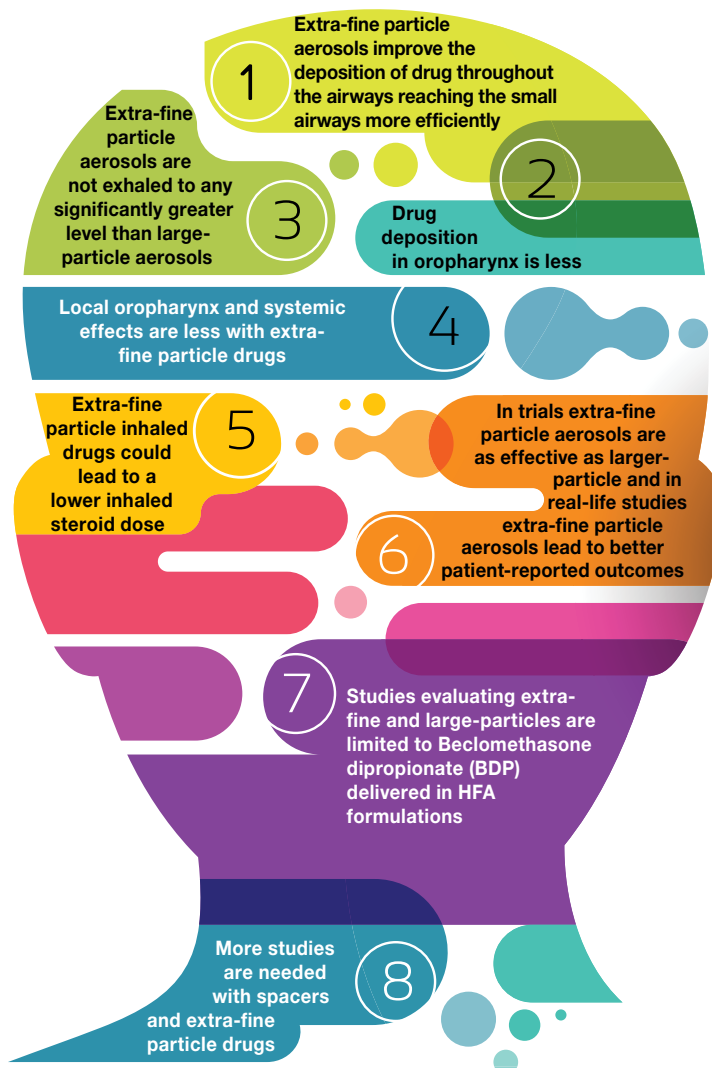 1
Extra-fine particle
aerosols improve the
deposition of drug throughout
the airways reaching the small
airways more efficiently
2
Drug
deposition
in oropharynx is less
3
Extra-fine
particle
aerosols are
not exhaled to any
significantly greater
level than large-
particle aerosols
4
Local oropharynx and systemic
effects are less with extra-
fine particle drugs
5
Extra-fine
particle inhaled
drugs could
lead to a
lower inhaled
steroid dose
6
In trials extra-fine
particle aerosols are
as effective as larger-
particle and in
real-life studies
extra-fine particle
aerosols lead to better
patient-reported outcomes
7
Studies evaluating extra-
fine and large-particles are
limited to Beclomethasone
dipropionate (BDP)
delivered in HFA
formulations
8
More studies
are needed
with spacers
and extra-fine
particle drugs